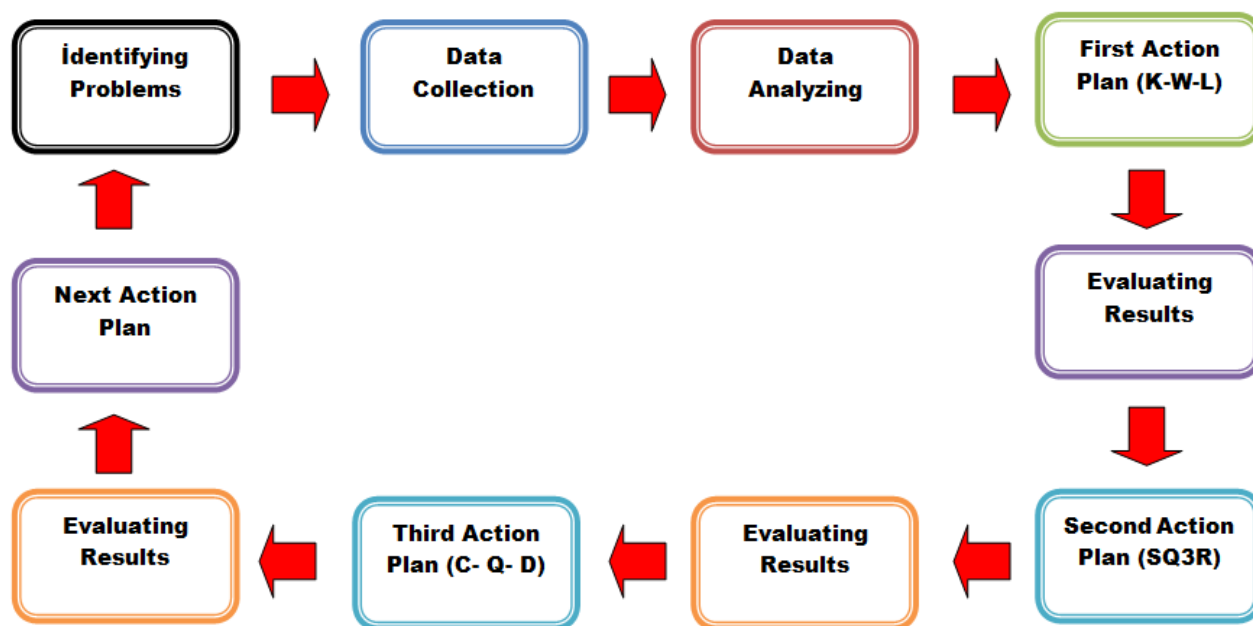 İdentifying
Problems
Data
Collection
Data
Analyzing
First Action
Plan (K-W-L)
Evaluating
Results
Second Action
Plan (SQ3R)
Evaluating
Results
Third Action
Plan (C- Q- D)
Evaluating
Results
Next Action
Plan